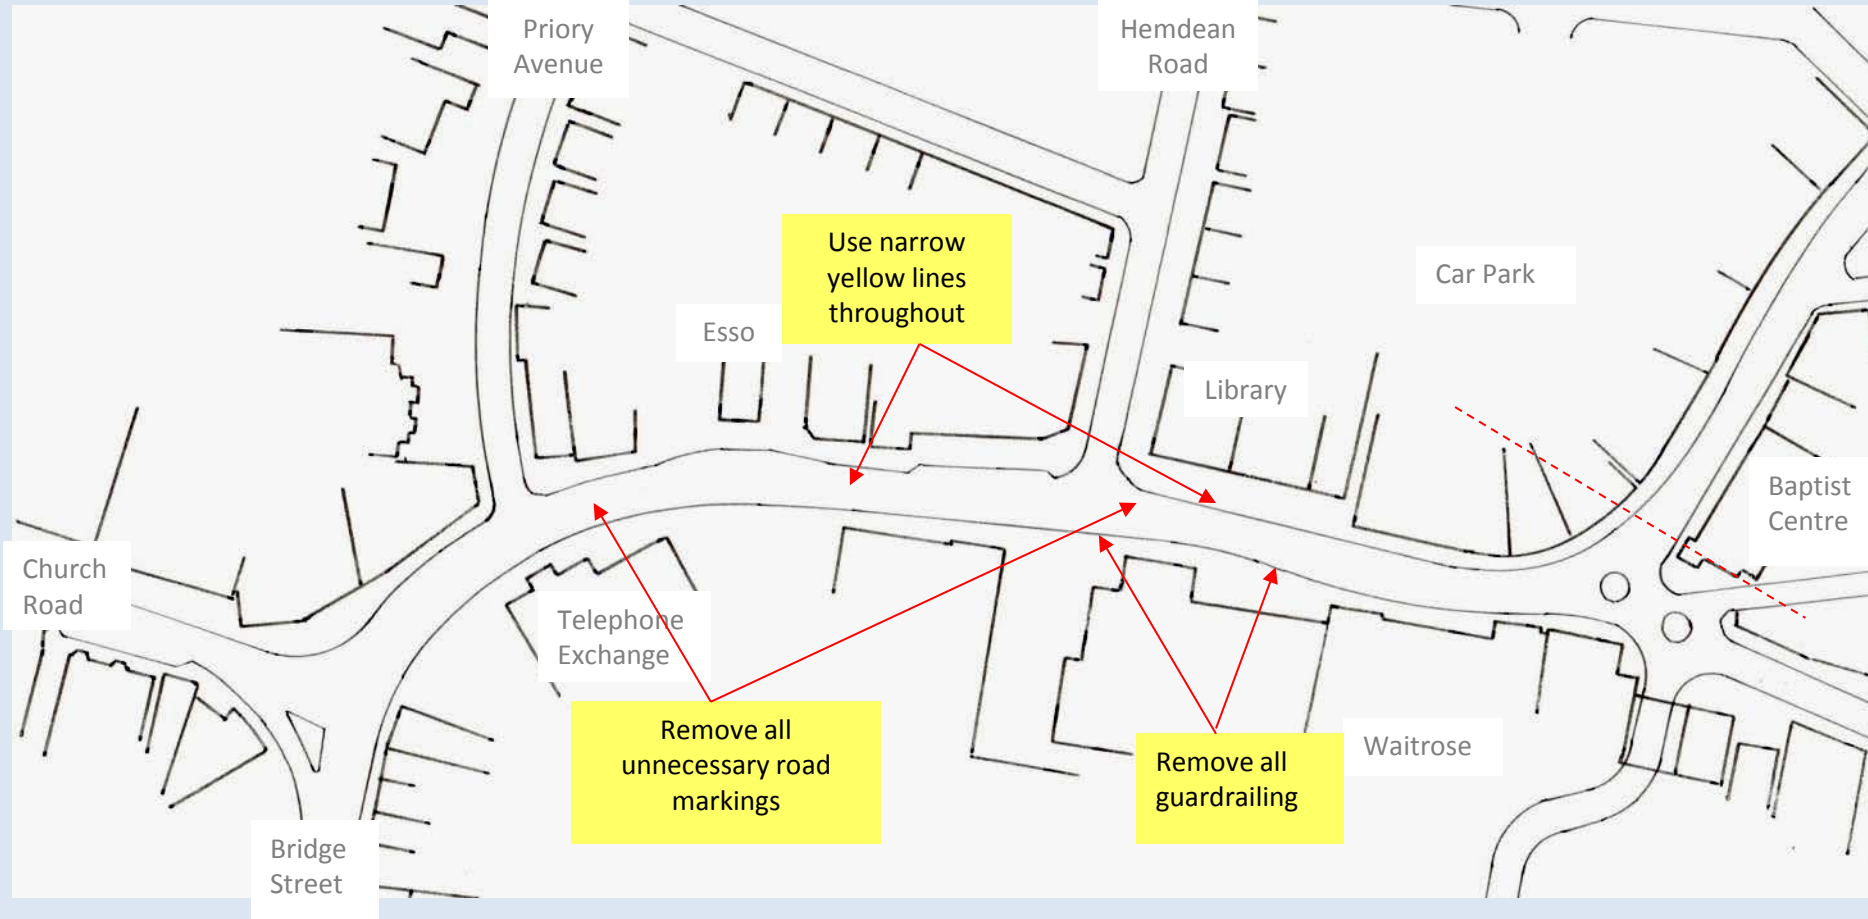 Priory
Avenue
Hemdean
Road
Use narrow
yellow lines
throughout
Car Park
Esso
Library
Baptist
Centre
Church
Road
Telephone
Exchange
Remove all
unnecessary road
markings
Remove all
guardrailing
Waitrose
Bridge
Street